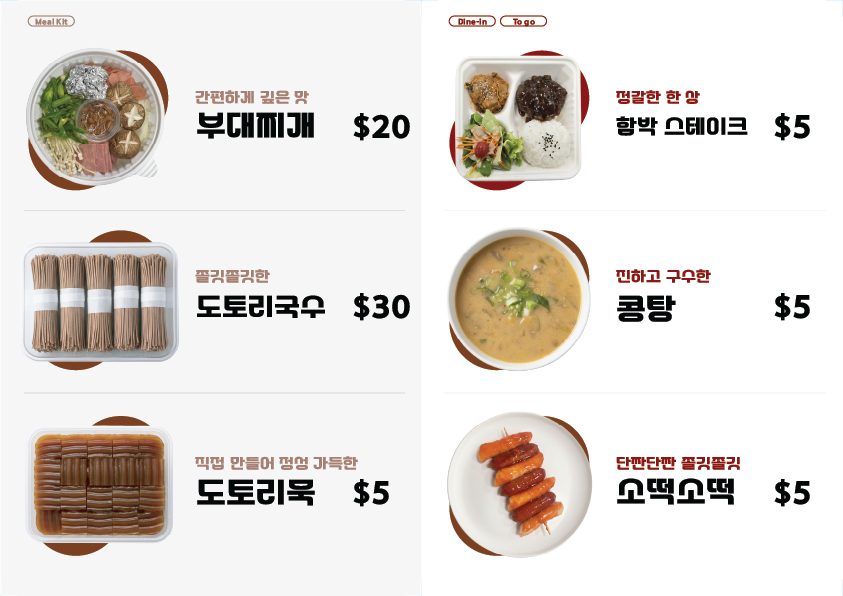 Meal Kit
간편하게 깊은 맛
부대찌개 $20
쫄깃쫄깃한
도토리국수 $30
직접 만들어 정성 가득한
도토리묵 $5
Dine-in To go
정갈한 한 상
함박 스테이크 $5
진하고 구수한
콩탕 $5
단짠단짠 쫄깃쫄깃
소떡소떡 $5